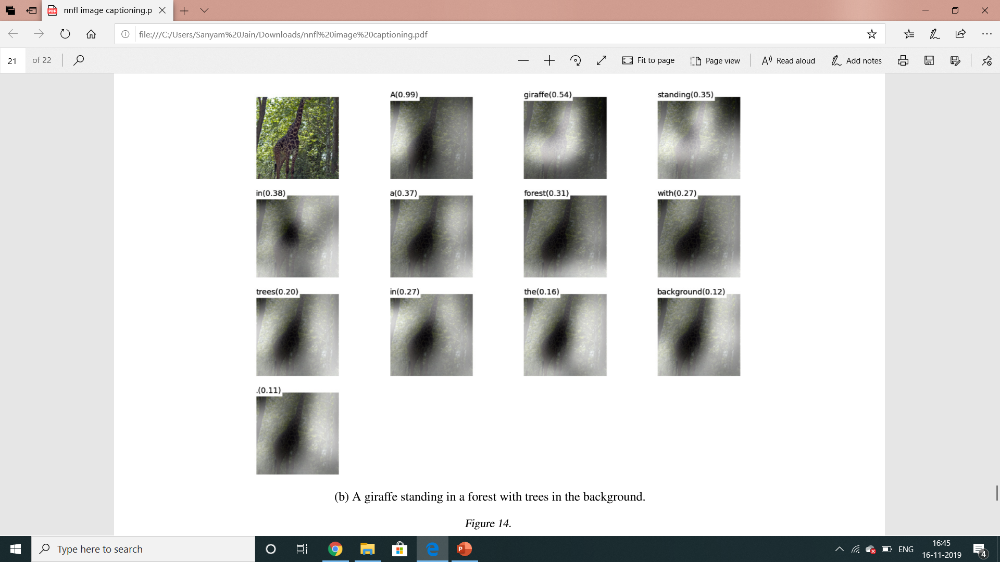 nnfl image captioning.p
file:///C:/Users/Sanyam%20Jain/Downloads/nnfl%20image%20captioning.pdf
21 of 22 Fit to page Page view Read aloud Add notes
A(0.99) giraffe(0.54) standing(0.35)
in(0.38) a(0.37) forest(0.31) with(0.27)
trees(0.20) in(0.27) the(0.16) background(0.12)
.(0.11)
(b) A giraffe standing in a forest with trees in the background.
Figure 14.
Type here to search ENG 16:45
16-11-2019 4